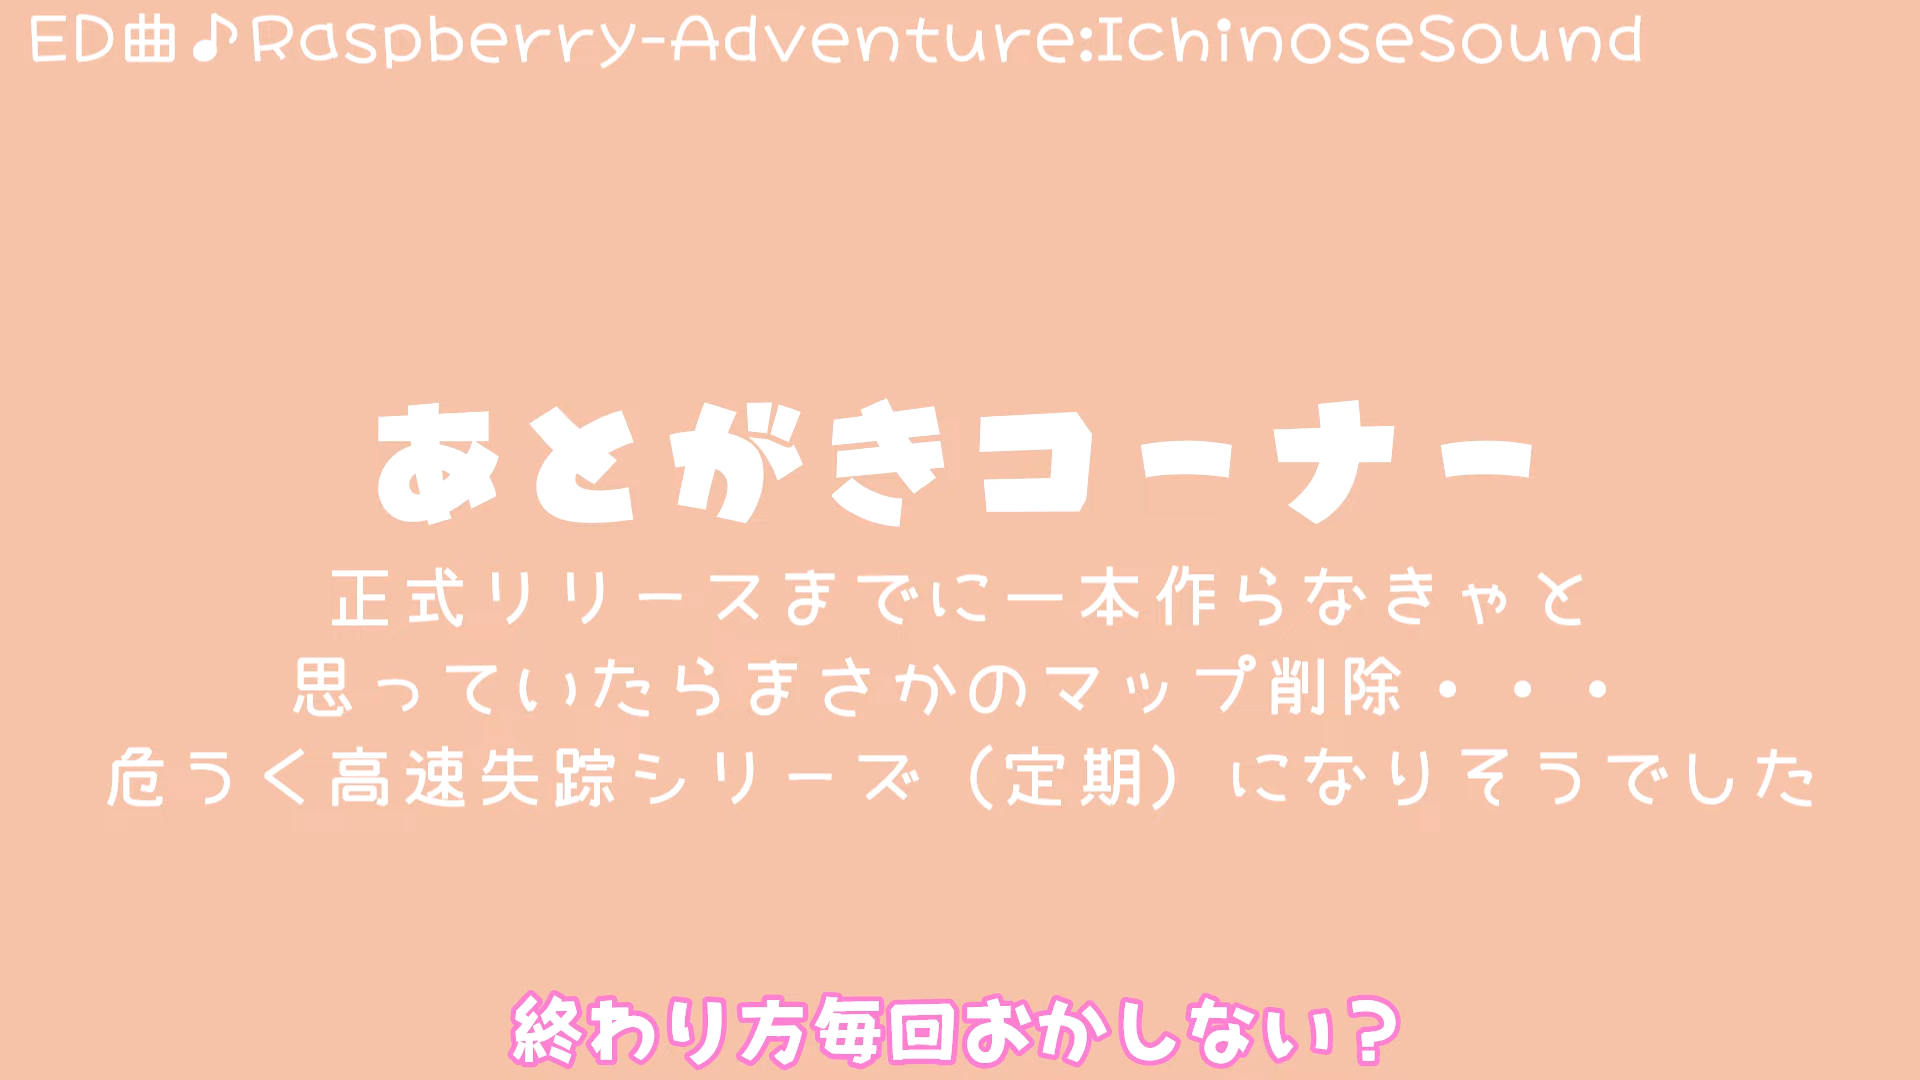 ED曲♪Raspberry-Adventure:IchinoseSound
あとがきコーナー
正式リリースまでに一本作らなきゃと
思っていたらまさかのマップ削除・・・
危うく高速失踪シリーズ（定期）になりそうでした
終わり方毎回おかしない？